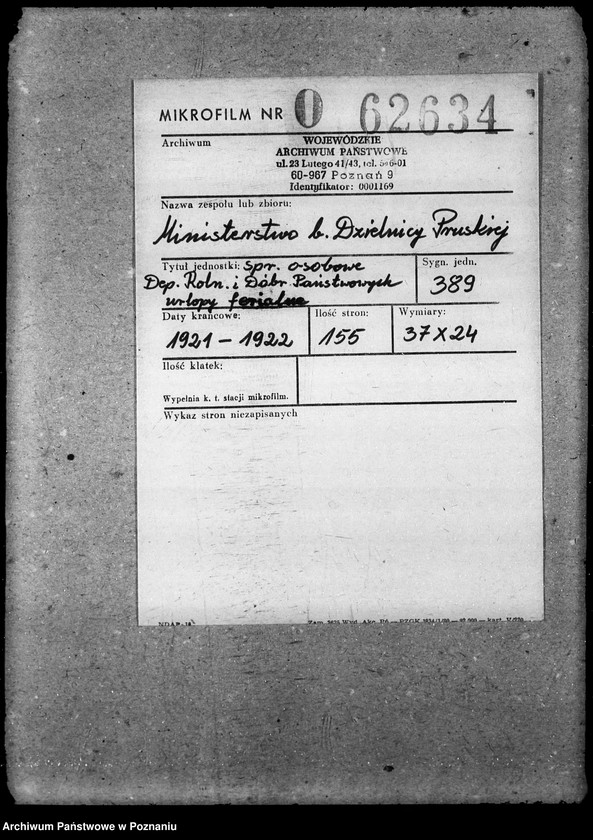 MIKROFILM NR 0 62634
Archiwum
WOJEWÓDZKIE
ARCHIWUM PAŃSTWOWE
ul. 23 Lutego 41/43, tel. 5-6-01
60-967 Poznań 9
Identyfikator: 0001169
Nazwa zespołu lub zbioru:
Ministerstwo b. Dzielnicy Pruskiej
Tytuł jednostki: spr. osobowe
Dep. Roln. i Dóbr. Państwowych
urlopy ferialne
Sygn. jedn.
389
Daty krańcowe:
1921 – 1922
Ilość stron:
155
Wymiary:
37 x 24
Ilość klatek:
Wypełnia k. t. stacji mikrofilm.
Wykaz stron niezapisanych
NDAP-18
Archiwum Państwowe w Poznaniu